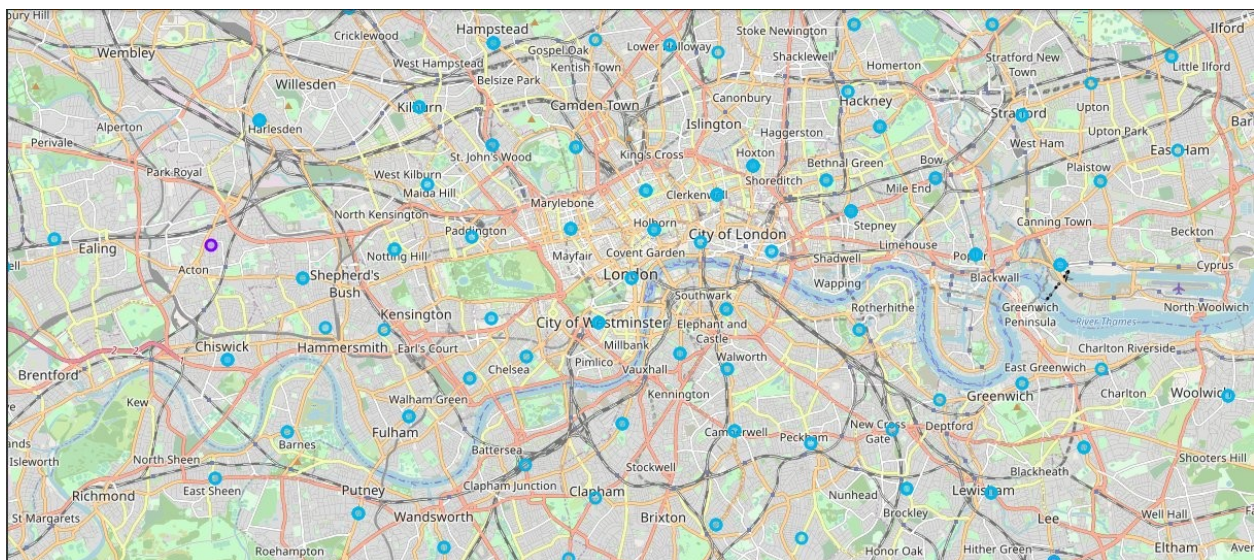 Hampstead
Cricklewood
Ilford
Stoke Newington
Wembley
Gospel Oak
Lower Holloway
West Hampstead
Kentish Town
Shacklewell
Homerton
Stratford New
Town
Little Ilford
Belsize Park
Willesden
Kilburn
Camden Town
Canonbury
Hackney
Upton
Stratford
Alperton
Harlesden
Islington
Haggerston
Upton Park
Perivale
St. John's Wood
King's Cross
Hoxton
West Ham
East Ham
Park Royal
West Kilburn
Bethnal Green
Bow
Plaistow
Maida Hill
Shoreditch
Mile End
Clerkenwell
Marylebone
North Kensington
Holborn
Stepney
Canning Town
Paddington
City of London
Beckton
Ealing
Notting Hill
Mayfair
Covent Garden
Limehouse
Poplar
Acton
Shepherd's
Bush
London
Shadwell
Blackwall
Cyprus
Wapping
Southwark
Rotherhithe
Greenwich
Peninsula
North Woolwich
Kensington
City of Westminster
Elephant and
Castle
River Thames
Chiswick
Hammersmith
Earl's Court
Millbank
Charlton Riverside
Pimlico
Walworth
Brentford
Chelsea
Vauxhall
East Greenwich
Kew
Walham Green
Kennington
Greenwich
Charlton
Woolwich
Fulham
Camberwell
New Cross
Gate
Deptford
Barnes
Peckham
Isleworth
North Sheen
Battersea
Stockwell
Shooters Hill
Blackheath
East Sheen
Putney
Clapham Junction
Clapham
Nunhead
Lewisham
Richmond
St Margarets
Wandsworth
Brixton
Brockley
Lee
Well Hall
Roehampton
Honor Oak
Hither Green
Eltham